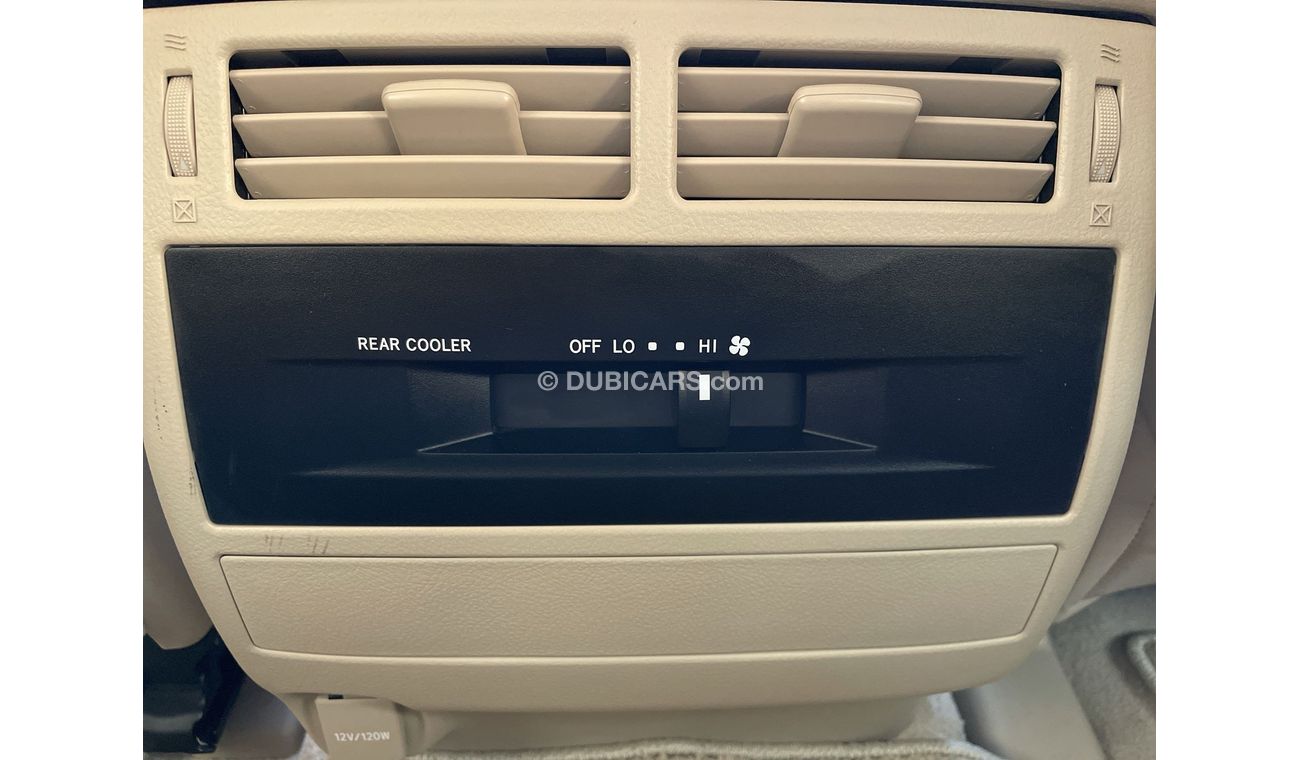 REAR COOLER OFF LO HI
© DUBICARS.com
12V/120W